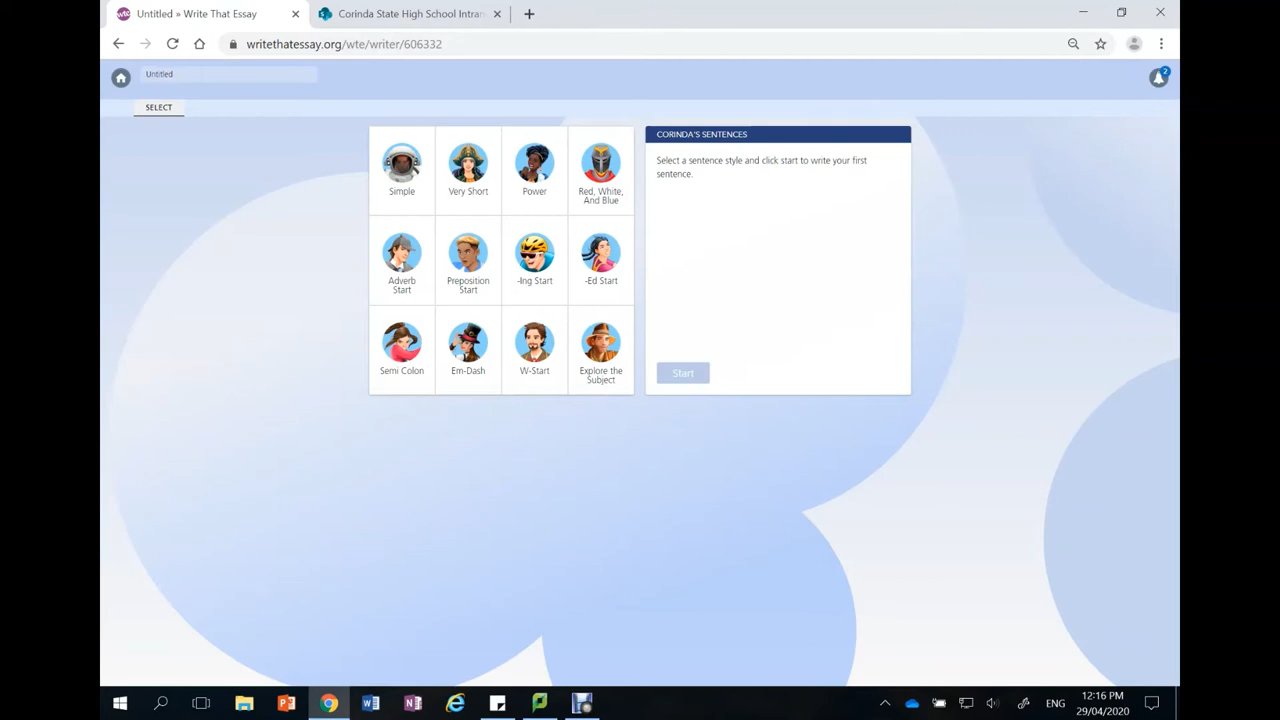 Untitled » Write That Essay
Corinda State High School Intran
writethatessay.org/wte/writer/606332
Untitled
2
SELECT
Simple
Very Short
Power
Red, White,
And Blue
Adverb
Start
Preposition
Start
-Ing Start
-Ed Start
Semi Colon
Em-Dash
W-Start
Explore the
Subject
CORINDA'S SENTENCES
Select a sentence style and click start to write your first
sentence.
Start
ENG
12:16 PM
29/04/2020